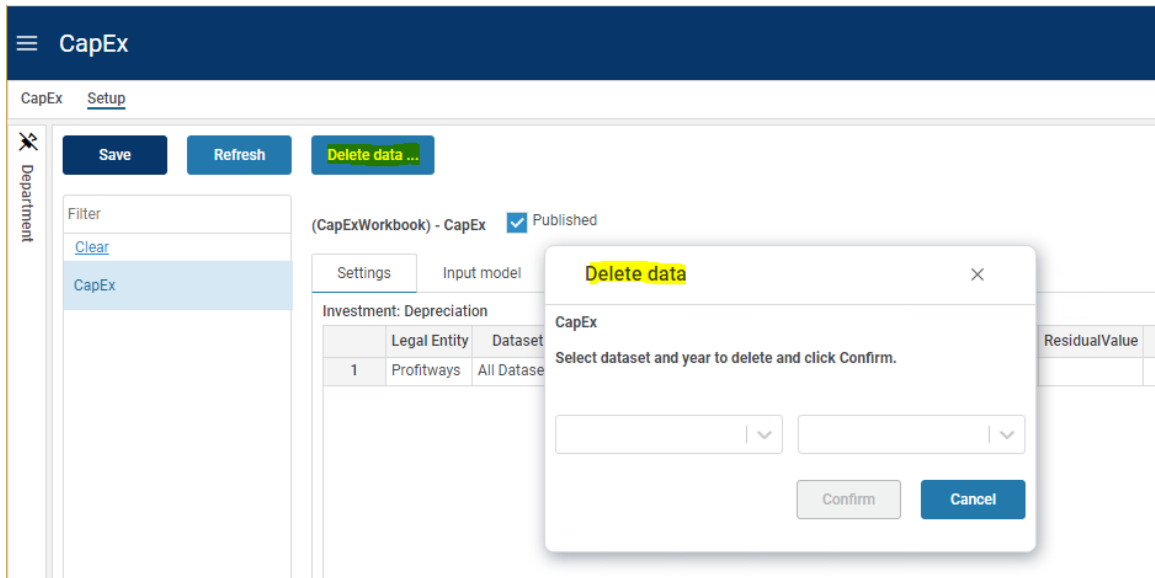 CapEx
CapEx Setup
Department
Save Refresh Delete data ...
Filter
Clear
CapEx
(CapExWorkbook) - CapEx Published
Settings Input model
Investment: Depreciation
Legal Entity Dataset ResidualValue
1 Profitways All Datase
Delete data
CapEx
Select dataset and year to delete and click Confirm.
Confirm Cancel